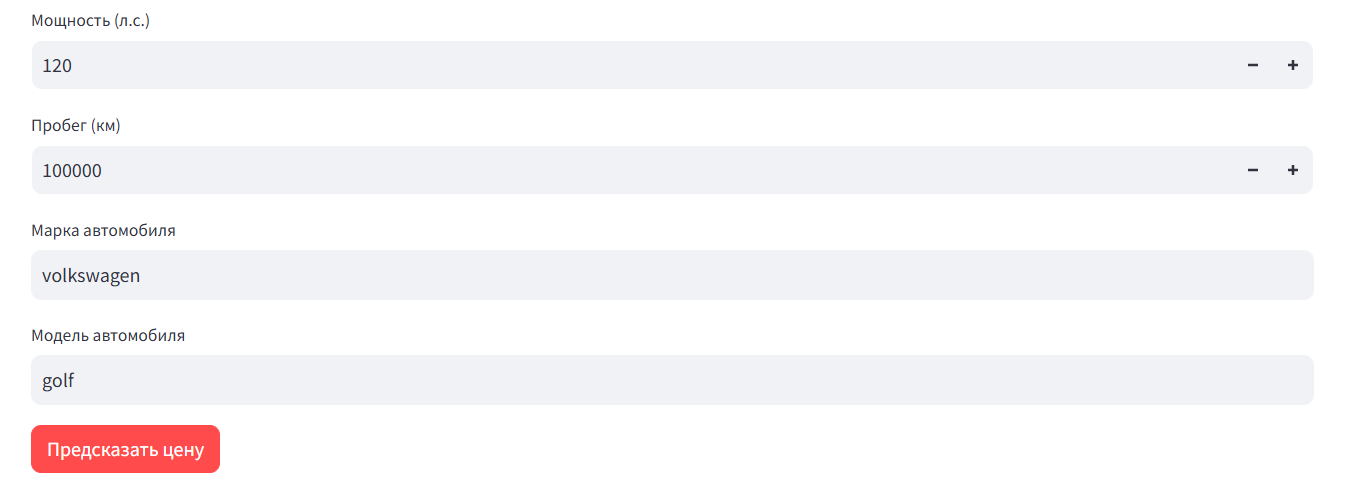 Мощность (л.с.)
120
Пробег (км)
100000
Марка автомобиля
volkswagen
Модель автомобиля
golf
Предсказать цену